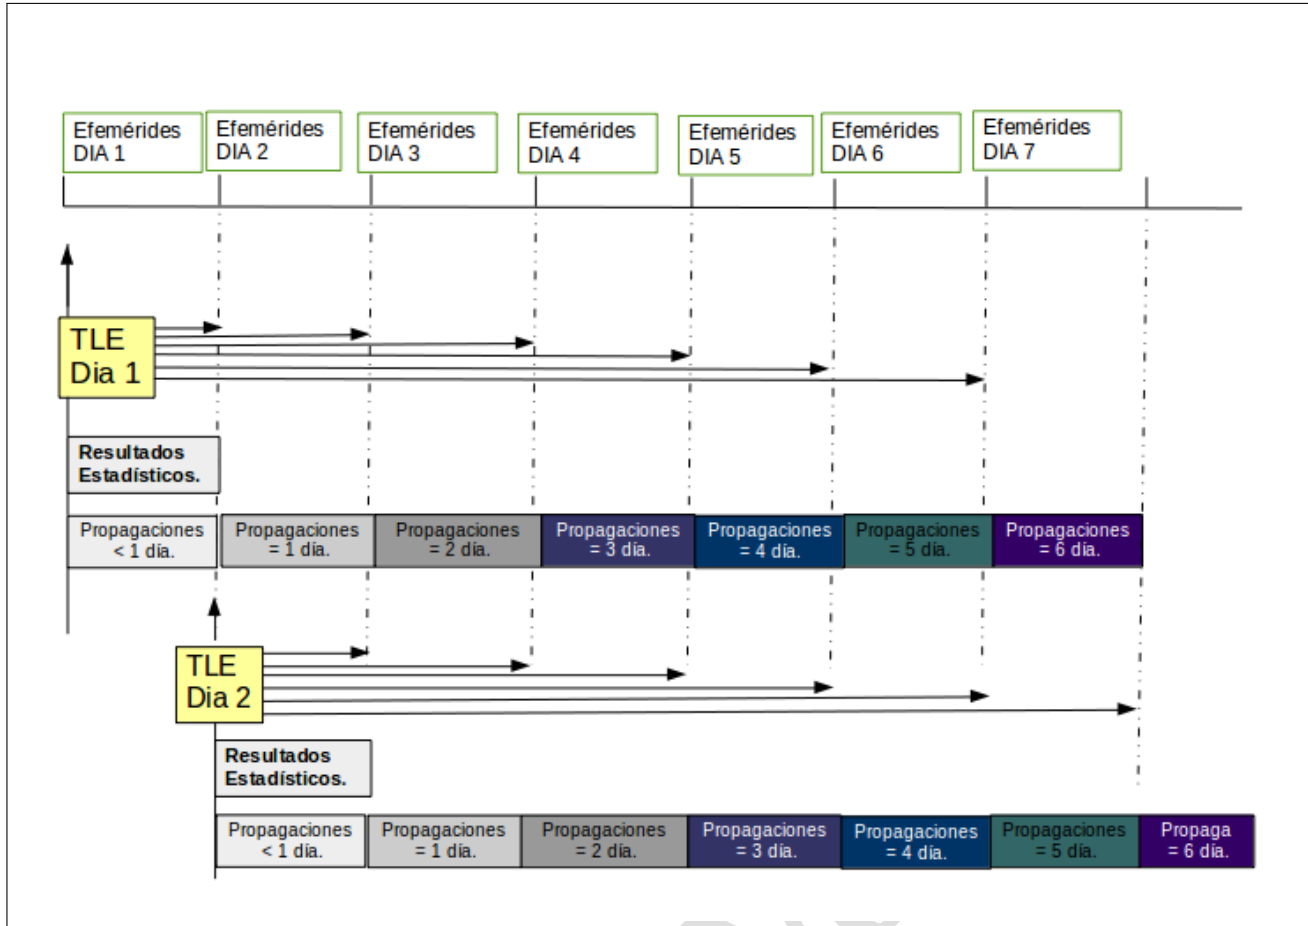 Efemérides
DIA 1
Efemérides
DIA 2
Efemérides
DIA 3
Efemérides
DIA 4
Efemérides
DIA 5
Efemérides
DIA 6
Efemérides
DIA 7
TLE
Dia 1
Resultados
Estadísticos.
Propagaciones
< 1 día.
Propagaciones
= 1 día.
Propagaciones
= 2 día.
Propagaciones
= 3 día.
Propagaciones
= 4 día.
Propagaciones
= 5 día.
Propagaciones
= 6 día.
TLE
Dia 2
Resultados
Estadísticos.
Propagaciones
< 1 día.
Propagaciones
= 1 día.
Propagaciones
= 2 día.
Propagaciones
= 3 día.
Propagaciones
= 4 día.
Propagaciones
= 5 día.
Propaga
= 6 día.